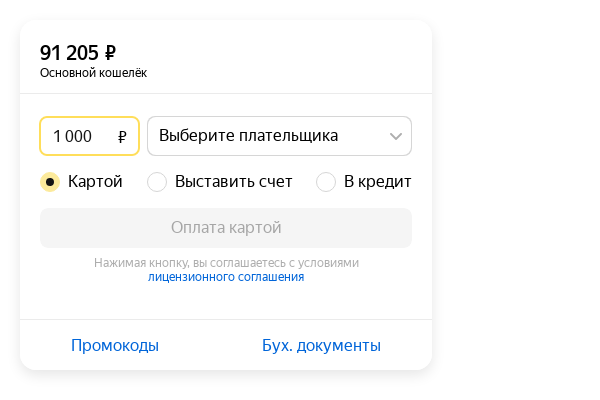 91 205 ₽
Основной кошелёк
1 000 ₽
Выберите плательщика
Картой
Выставить счет
В кредит
Оплата картой
Нажимая кнопку, вы соглашаетесь с условиями
лицензионного соглашения
Промокоды
Бух. документы